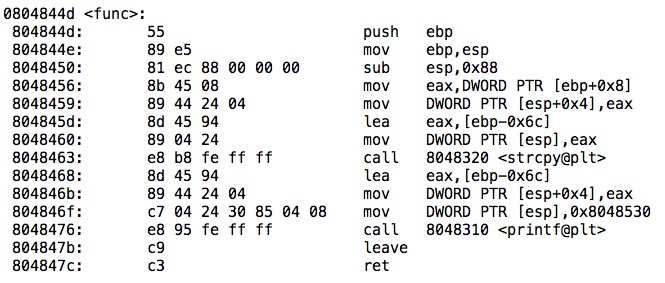 0804844d <func>:
804844d: 55 push ebp
804844e: 89 e5 mov ebp,esp
8048450: 81 ec 88 00 00 00 sub esp,0x88
8048456: 8b 45 08 mov eax,DWORD PTR [ebp+0x8]
8048459: 89 44 24 04 mov DWORD PTR [esp+0x4],eax
804845d: 8d 45 94 lea eax,[ebp-0x6c]
8048460: 89 04 24 mov DWORD PTR [esp],eax
8048463: e8 b8 fe ff ff call 8048320 <strcpy@plt>
8048468: 8d 45 94 lea eax,[ebp-0x6c]
804846b: 89 44 24 04 mov DWORD PTR [esp+0x4],eax
804846f: c7 04 24 30 85 04 08 mov DWORD PTR [esp],0x8048530
8048476: e8 95 fe ff ff call 8048310 <printf@plt>
804847b: c9 leave
804847c: c3 ret